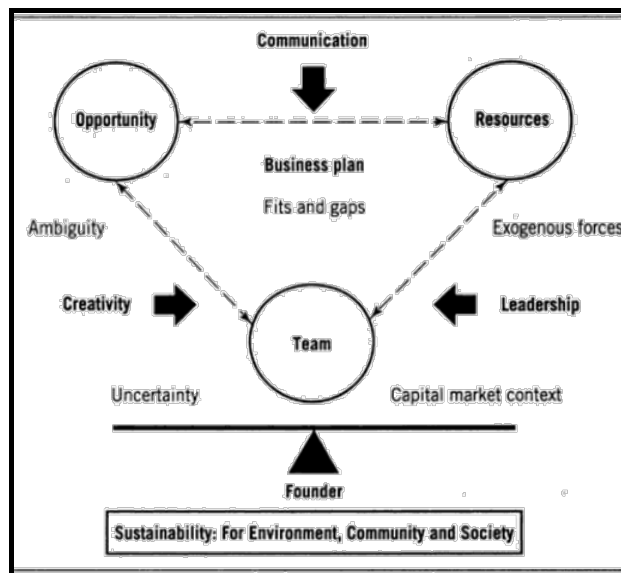 Communication
Opportunity
Resources
Business plan
Fits and gaps
Ambiguity
Exogenous forces
Creativity
Leadership
Team
Uncertainty
Capital market context
Founder
Sustainability: For Environment, Community and Society